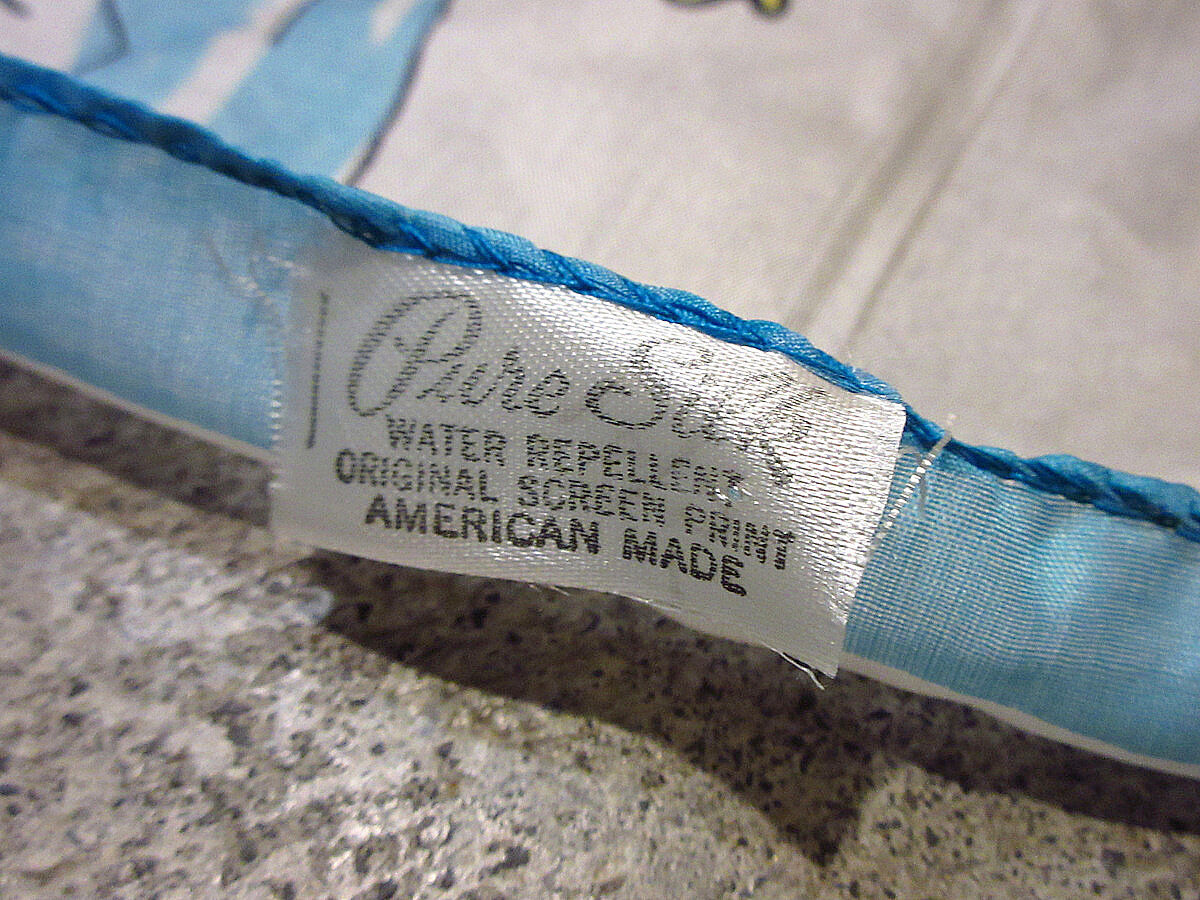 Pure Silk
WATER REPELLENT
ORIGINAL SCREEN PRINT
AMERICAN MADE